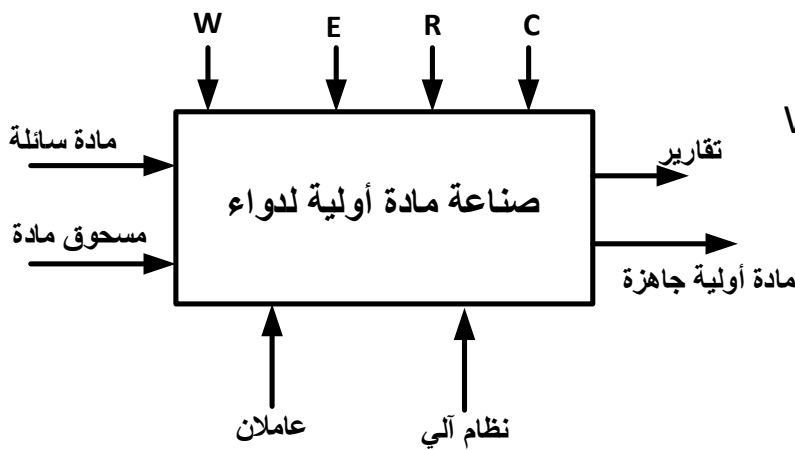 W E R C
مادة سائلة
تقارير
صناعة مادة أولية لدواء
مسحوق مادة
مادة أولية جاهزة
عاملان
نظام آلي